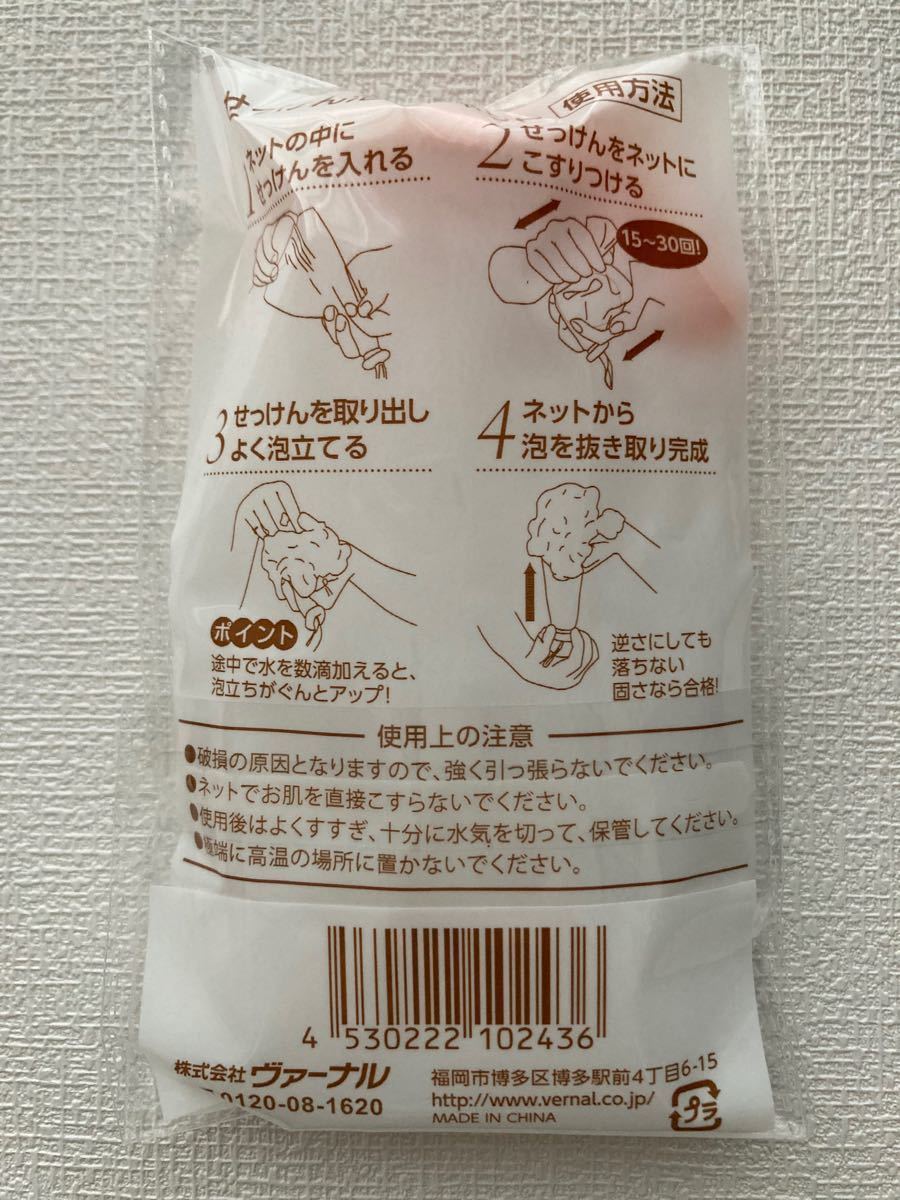 使用方法
1 ネットの中に
せっけんを入れる
2 せっけんをネットに
こすりつける
15~30回!
3 せっけんを取り出し
よく泡立てる
4 ネットから
泡を抜き取り完成
ポイント
途中で水を数滴加えると、
泡立ちがぐんとアップ!
逆さにしても
落ちない
固さなら合格!
使用上の注意
●破損の原因となりますので、強く引っ張らないでください。
●ネットでお肌を直接こすらないでください。
●使用後はよくすすぎ、十分に水気を切って、保管してください。
●極端に高温の場所に置かないでください。
4 530222 102436
株式会社 ヴァーナル
0120-08-1620
福岡市博多区博多駅前4丁目6-15
http://www.vernal.co.jp/
MADE IN CHINA
プラ